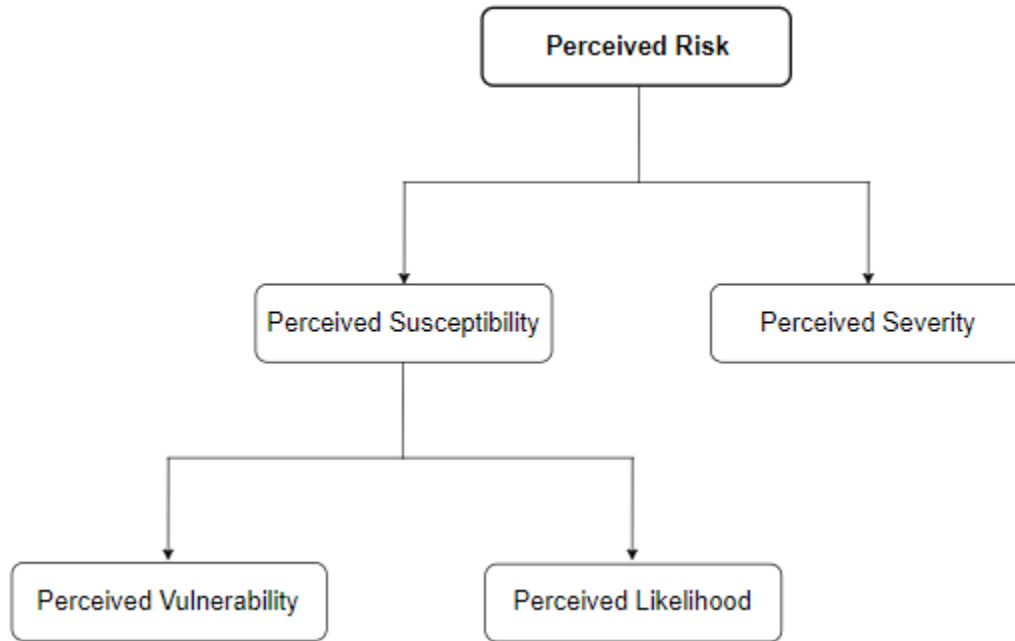 Perceived Risk
Perceived Susceptibility
Perceived Severity
Perceived Vulnerability
Perceived Likelihood